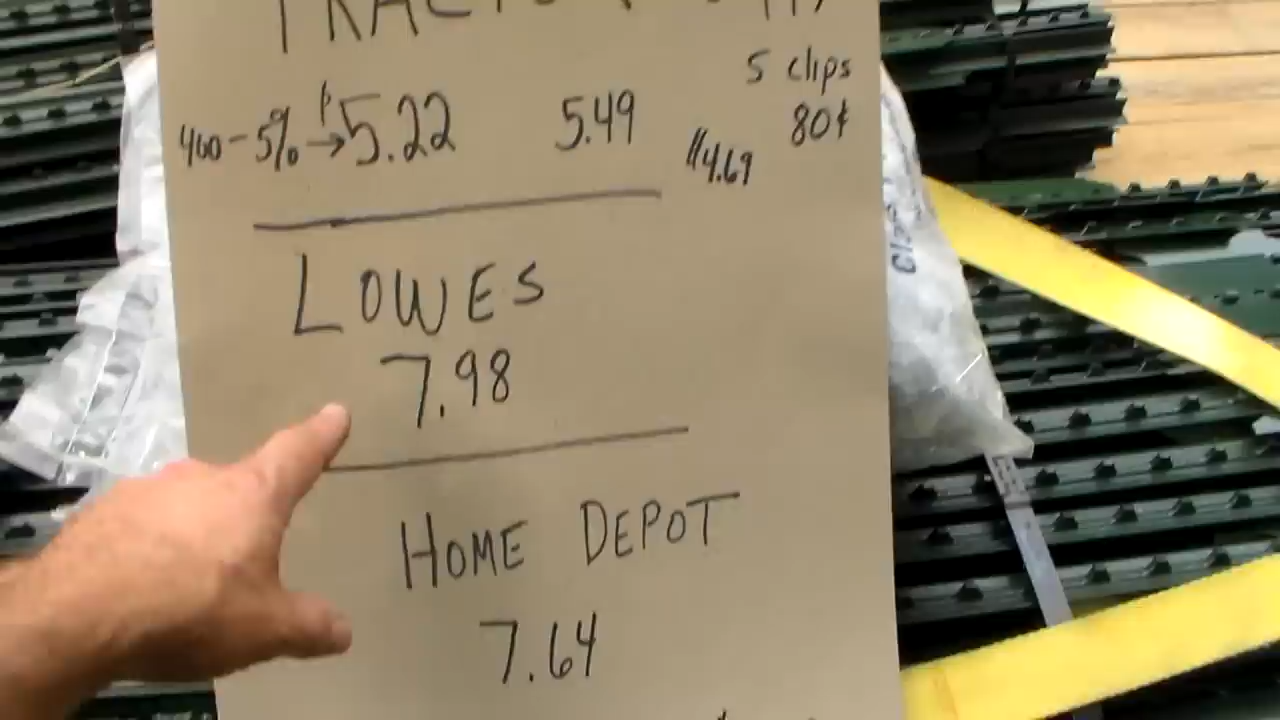 5 clips
400 - 5% → $5.22 5.49 80¢
$4.69
LOWES
7.98
HOME DEPOT
7.64